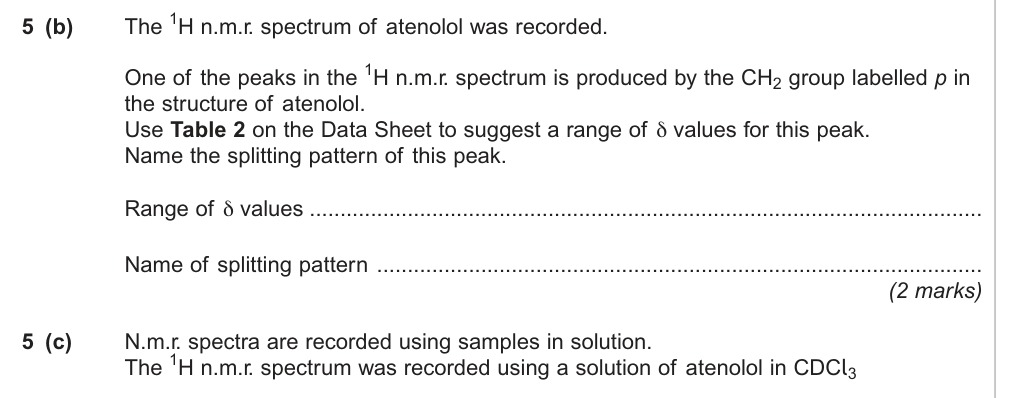 5 (b) The ¹H n.m.r. spectrum of atenolol was recorded.
One of the peaks in the ¹H n.m.r. spectrum is produced by the CH₂ group labelled p in
the structure of atenolol.
Use Table 2 on the Data Sheet to suggest a range of δ values for this peak.
Name the splitting pattern of this peak.
Range of δ values ..............................................................................................................
Name of splitting pattern ...................................................................................................
(2 marks)
5 (c) N.m.r. spectra are recorded using samples in solution.
The ¹H n.m.r. spectrum was recorded using a solution of atenolol in CDCl₃